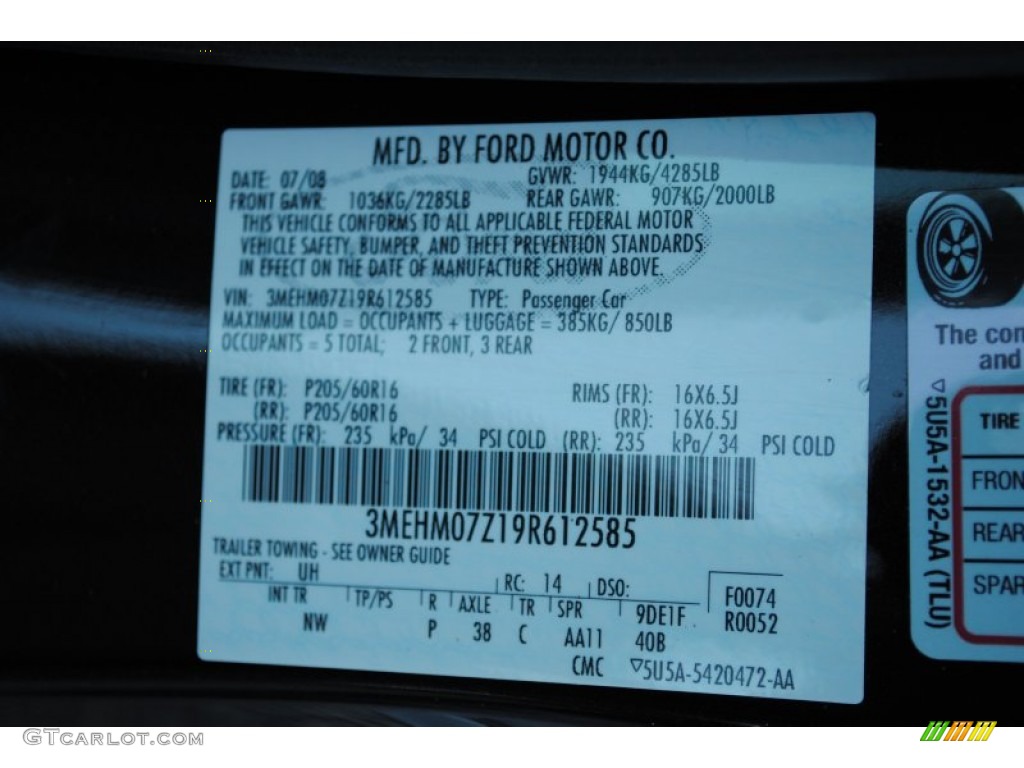 MFD. BY FORD MOTOR CO.
DATE: 07/08 GVWR: 1944KG/4285LB
FRONT GAWR: 1036KG/2285LB REAR GAWR: 907KG/2000LB
THIS VEHICLE CONFORMS TO ALL APPLICABLE FEDERAL MOTOR
VEHICLE SAFETY, BUMPER, AND THEFT PREVENTION STANDARDS
IN EFFECT ON THE DATE OF MANUFACTURE SHOWN ABOVE.
VIN: 3MEHM07Z19R612585 TYPE: Passenger Car
MAXIMUM LOAD = OCCUPANTS + LUGGAGE = 385KG/ 850LB
OCCUPANTS = 5 TOTAL; 2 FRONT, 3 REAR
TIRE (FR): P205/60R16 RIMS (FR): 16X6.5J
(RR): P205/60R16 (RR): 16X6.5J
PRESSURE (FR): 235 kPa/ 34 PSI COLD (RR): 235 kPa/ 34 PSI COLD
3MEHM07Z19R612585
TRAILER TOWING - SEE OWNER GUIDE
EXT PNT: UH RC: 14 DSO: F0074
INT TR TP/PS R AXLE TR SPR 9DE1F R0052
NW P 38 C AA11 40B
CMC ▽5U5A-5420472-AA
The con
and
▽5U5A-1532-AA (TLU)
TIRE
FRON
REAR
SPAR
GTCARLOT.COM